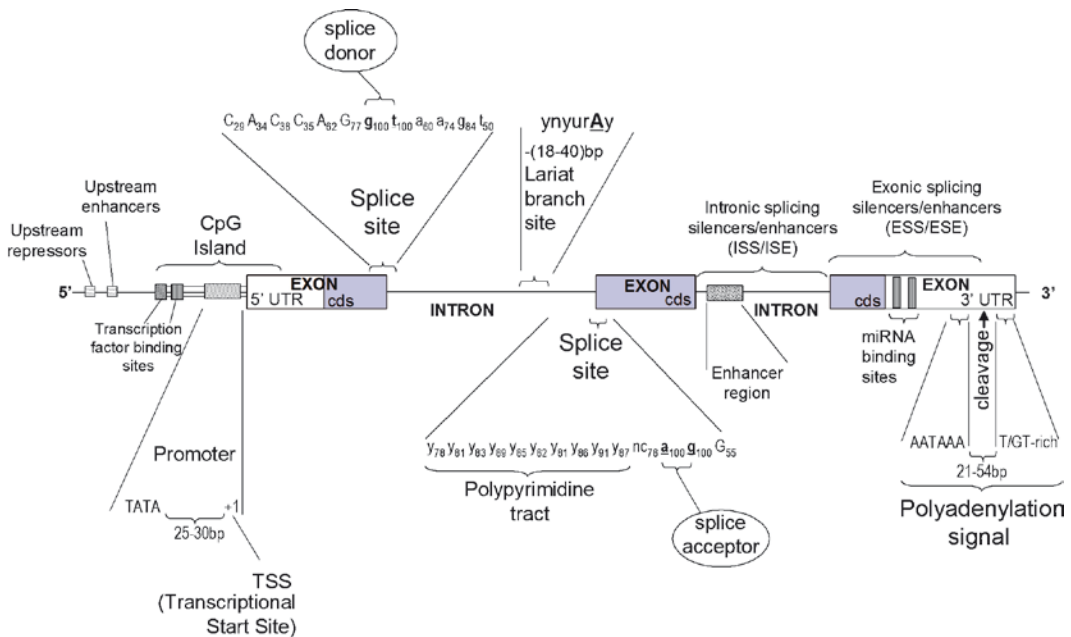 splice
donor
C29 A34 C38 C35 A62 G77 g100 t100 a60 a74 g84 t50
ynyurAy
-(18-40)bp
Lariat
branch
site
Splice
site
Upstream
enhancers
Upstream
repressors
CpG
Island
Intronic splicing
silencers/enhancers
(ISS/ISE)
Exonic splicing
silencers/enhancers
(ESS/ESE)
5’
EXON
5’ UTR
cds
INTRON
EXON
cds
INTRON
cds
EXON
3’ UTR
3’
Transcription
factor binding
sites
Splice
site
Enhancer
region
miRNA
binding
sites
cleavage
Promoter
TATA
+1
25-30bp
TSS
(Transcriptional
Start Site)
y78 y81 y83 y89 y85 y82 y81 y86 y91 y87 nc78 a100 g100 G55
Polypyrimidine
tract
splice
acceptor
AATAAA
T/GT-rich
21-54bp
Polyadenylation
signal